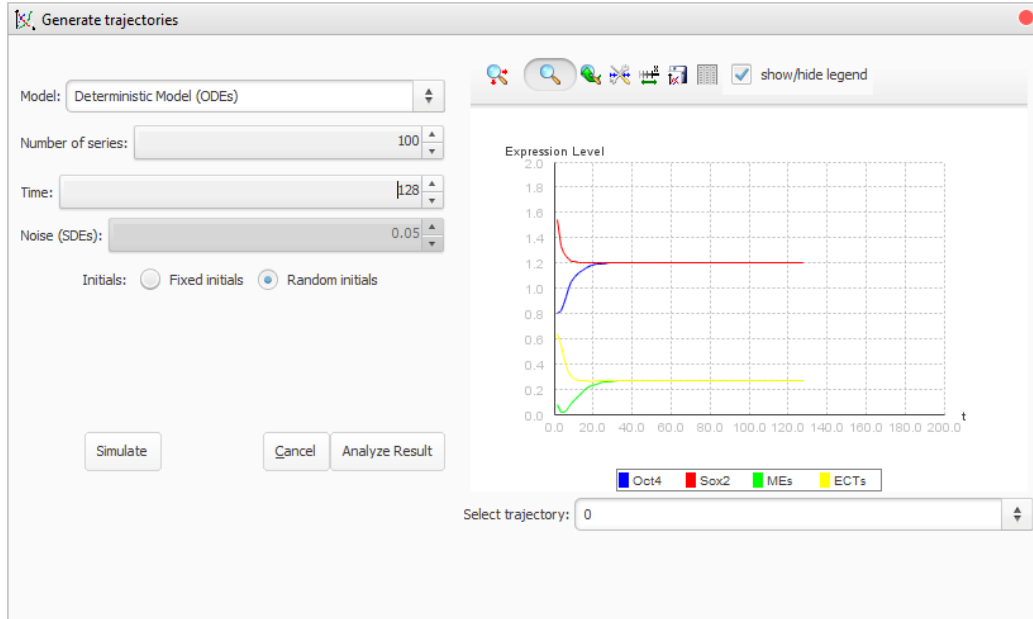 Generate trajectories
Model: Deterministic Model (ODEs)
Number of series: 100
Time: 128
Noise (SDEs): 0.05
Initials: Fixed initials Random initials
Simulate Cancel Analyze Result
show/hide legend
Expression Level
2.0
1.8
1.6
1.4
1.2
1.0
0.8
0.6
0.4
0.2
0.0
t
0.0 20.0 40.0 60.0 80.0 100.0 120.0 140.0 160.0 180.0 200.0
Oct4 Sox2 MEs ECTs
Select trajectory: 0